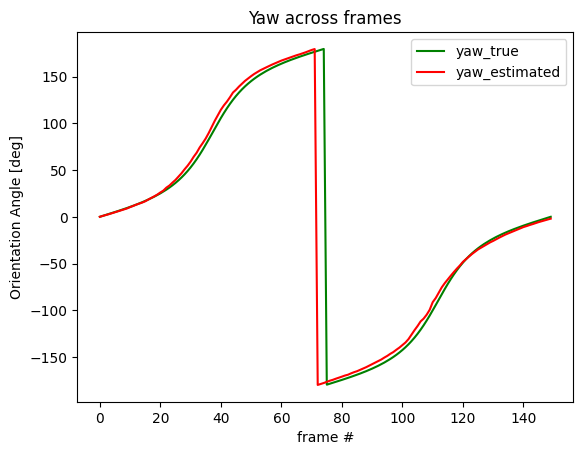 Yaw across frames
yaw_true
yaw_estimated
Orientation Angle [deg]
150
100
50
0
−50
−100
−150
0 20 40 60 80 100 120 140
frame #